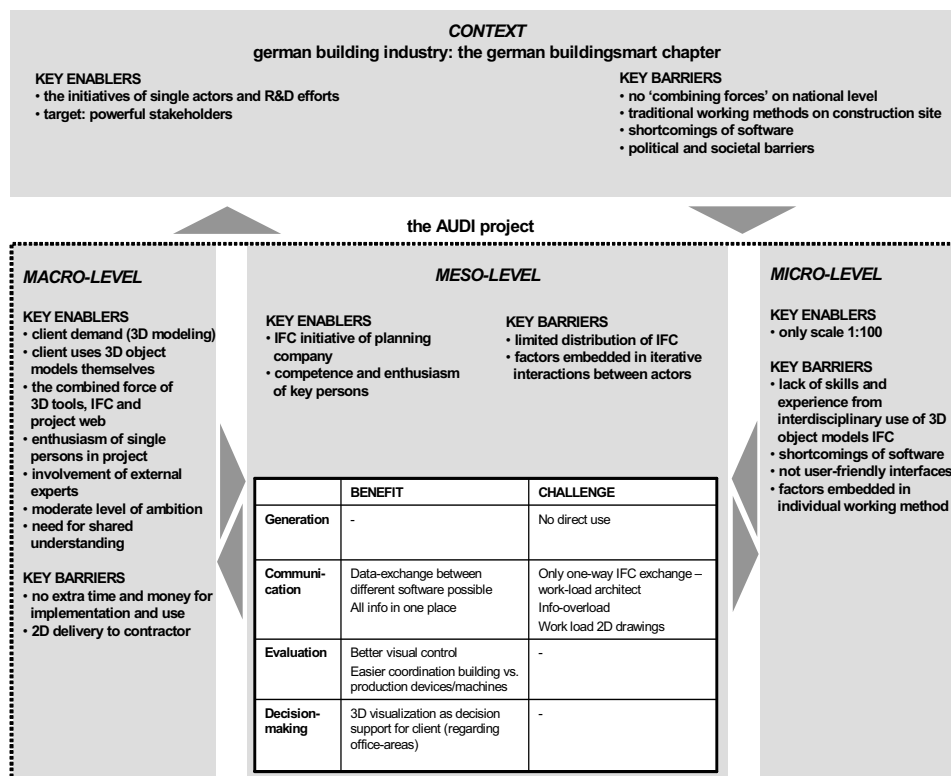 CONTEXT
german building industry: the german buildingsmart chapter
KEY ENABLERS
• the initiatives of single actors and R&D efforts
• target: powerful stakeholders
KEY BARRIERS
• no ‘combining forces’ on national level
• traditional working methods on construction site
• shortcomings of software
• political and societal barriers
the AUDI project
MACRO-LEVEL
KEY ENABLERS
• client demand (3D modeling)
• client uses 3D object
models themselves
• the combined force of
3D tools, IFC and
project web
• enthusiasm of single
persons in project
• involvement of external
experts
• moderate level of ambition
• need for shared
understanding
KEY BARRIERS
• no extra time and money for
implementation and use
• 2D delivery to contractor
MESO-LEVEL
KEY ENABLERS
• IFC initiative of planning
company
• competence and enthusiasm
of key persons
KEY BARRIERS
• limited distribution of IFC
• factors embedded in iterative
interactions between actors
BENEFIT
CHALLENGE
Generation
-
No direct use
Communi-
cation
Data-exchange between
different software possible
All info in one place
Only one-way IFC exchange –
work-load architect
Info-overload
Work load 2D drawings
Evaluation
Better visual control
Easier coordination building vs.
production devices/machines
-
Decision-
making
3D visualization as decision
support for client (regarding
office-areas)
-
MICRO-LEVEL
KEY ENABLERS
• only scale 1:100
KEY BARRIERS
• lack of skills and
experience from
interdisciplinary use of 3D
object models IFC
• shortcomings of software
• not user-friendly interfaces
• factors embedded in
individual working method